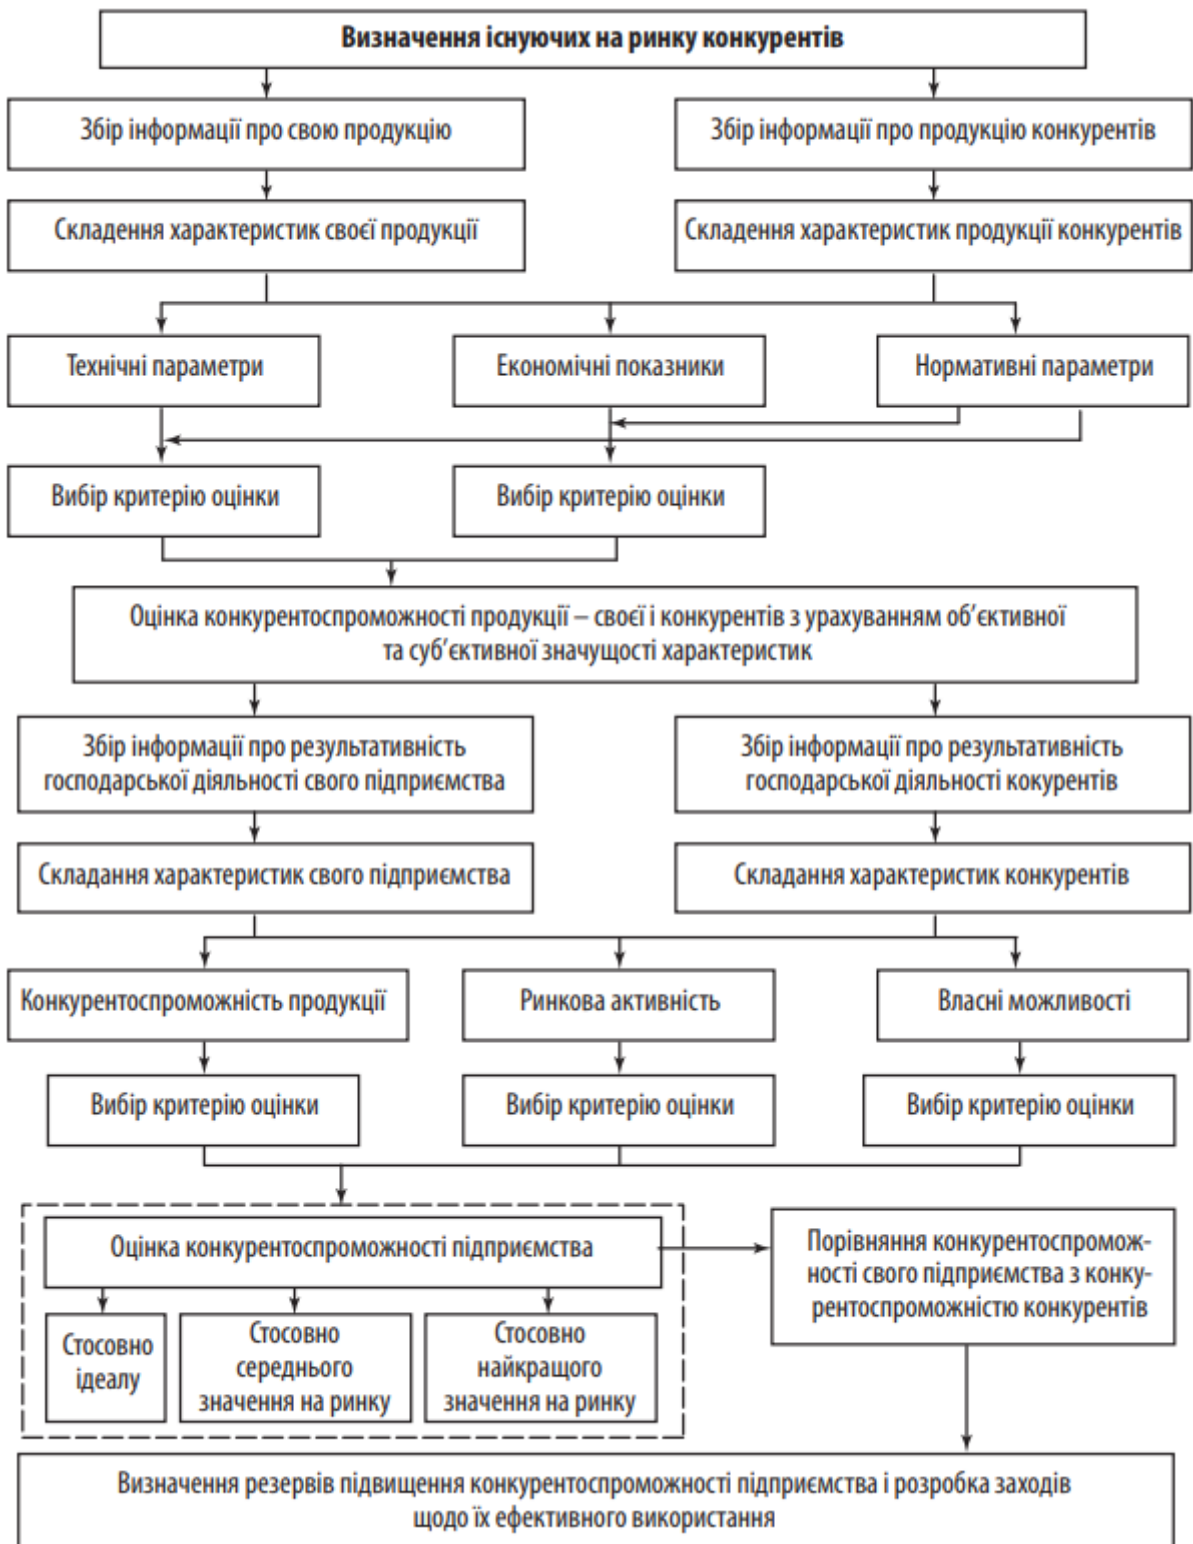 Визначення існуючих на ринку конкурентів
Збір інформації про свою продукцію
Збір інформації про продукцію конкурентів
Складення характеристик своєї продукції
Складення характеристик продукції конкурентів
Технічні параметри
Економічні показники
Нормативні параметри
Вибір критерію оцінки
Вибір критерію оцінки
Оцінка конкурентоспроможності продукції – своєї і конкурентів з урахуванням об’єктивної
та суб’єктивної значущості характеристик
Збір інформації про результативність
господарської діяльності свого підприємства
Збір інформації про результативність
господарської діяльності кокурентів
Складання характеристик свого підприємства
Складання характеристик конкурентів
Конкурентоспроможність продукції
Ринкова активність
Власні можливості
Вибір критерію оцінки
Вибір критерію оцінки
Вибір критерію оцінки
Оцінка конкурентоспроможності підприємства
Порівняння конкурентоспромож-
ності свого підприємства з конку-
рентоспроможністю конкурентів
Стосовно
ідеалу
Стосовно
середнього
значення на ринку
Стосовно
найкращого
значення на ринку
Визначення резервів підвищення конкурентоспроможності підприємства і розробка заходів
щодо їх ефективного використання